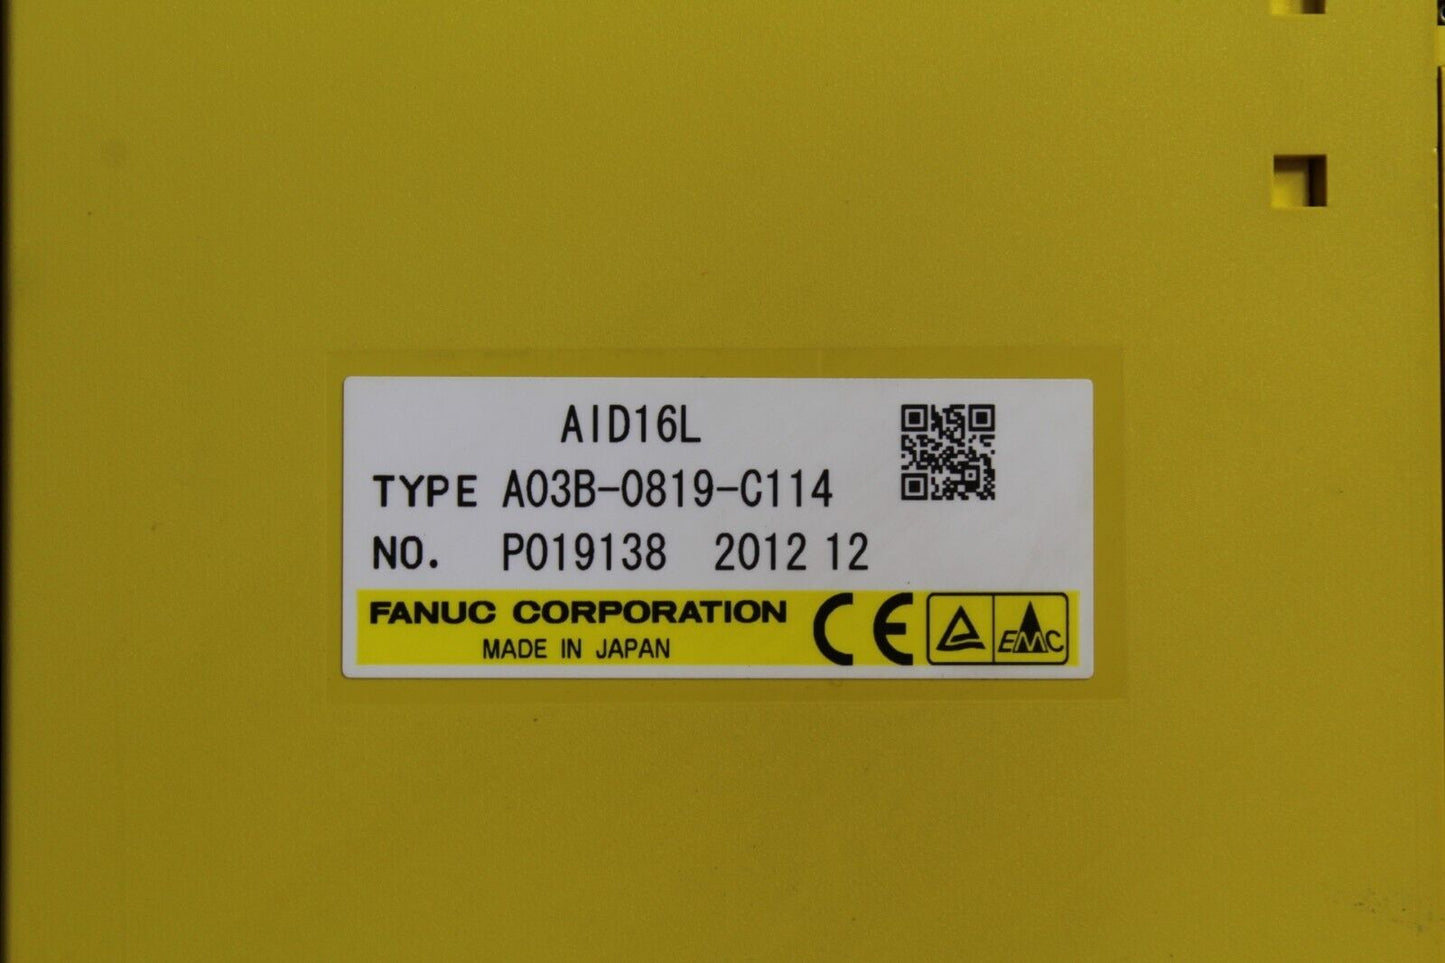 AID16L
TYPE A03B-0819-C114
NO. P019138 2012 12
FANUC CORPORATION
MADE IN JAPAN
CE
EMC